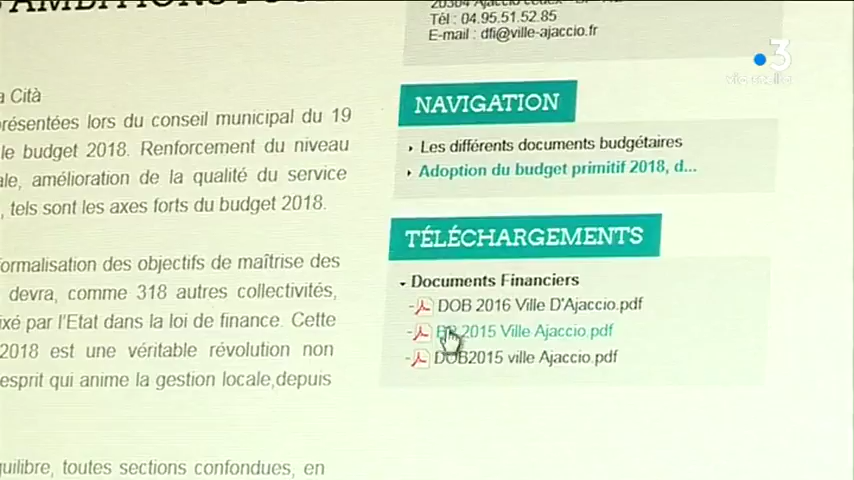 Tél : 04.95.51.52.85
E-mail : dfi@ville-ajaccio.fr
3
NAVIGATION
Les différents documents budgétaires
Adoption du budget primitif 2018, d...
TÉLÉCHARGEMENTS
Documents Financiers
DOB 2016 Ville D'Ajaccio.pdf
2015 Ville Ajaccio.pdf
DOB2015 ville Ajaccio.pdf
a Cità
résentées lors du conseil municipal du 19
le budget 2018. Renforcement du niveau
ale, amélioration de la qualité du service
, tels sont les axes forts du budget 2018.
ormalisation des objectifs de maîtrise des
devra, comme 318 autres collectivités,
ixé par l'Etat dans la loi de finance. Cette
2018 est une véritable révolution non
esprit qui anime la gestion locale,depuis
uilibre, toutes sections confondues, en